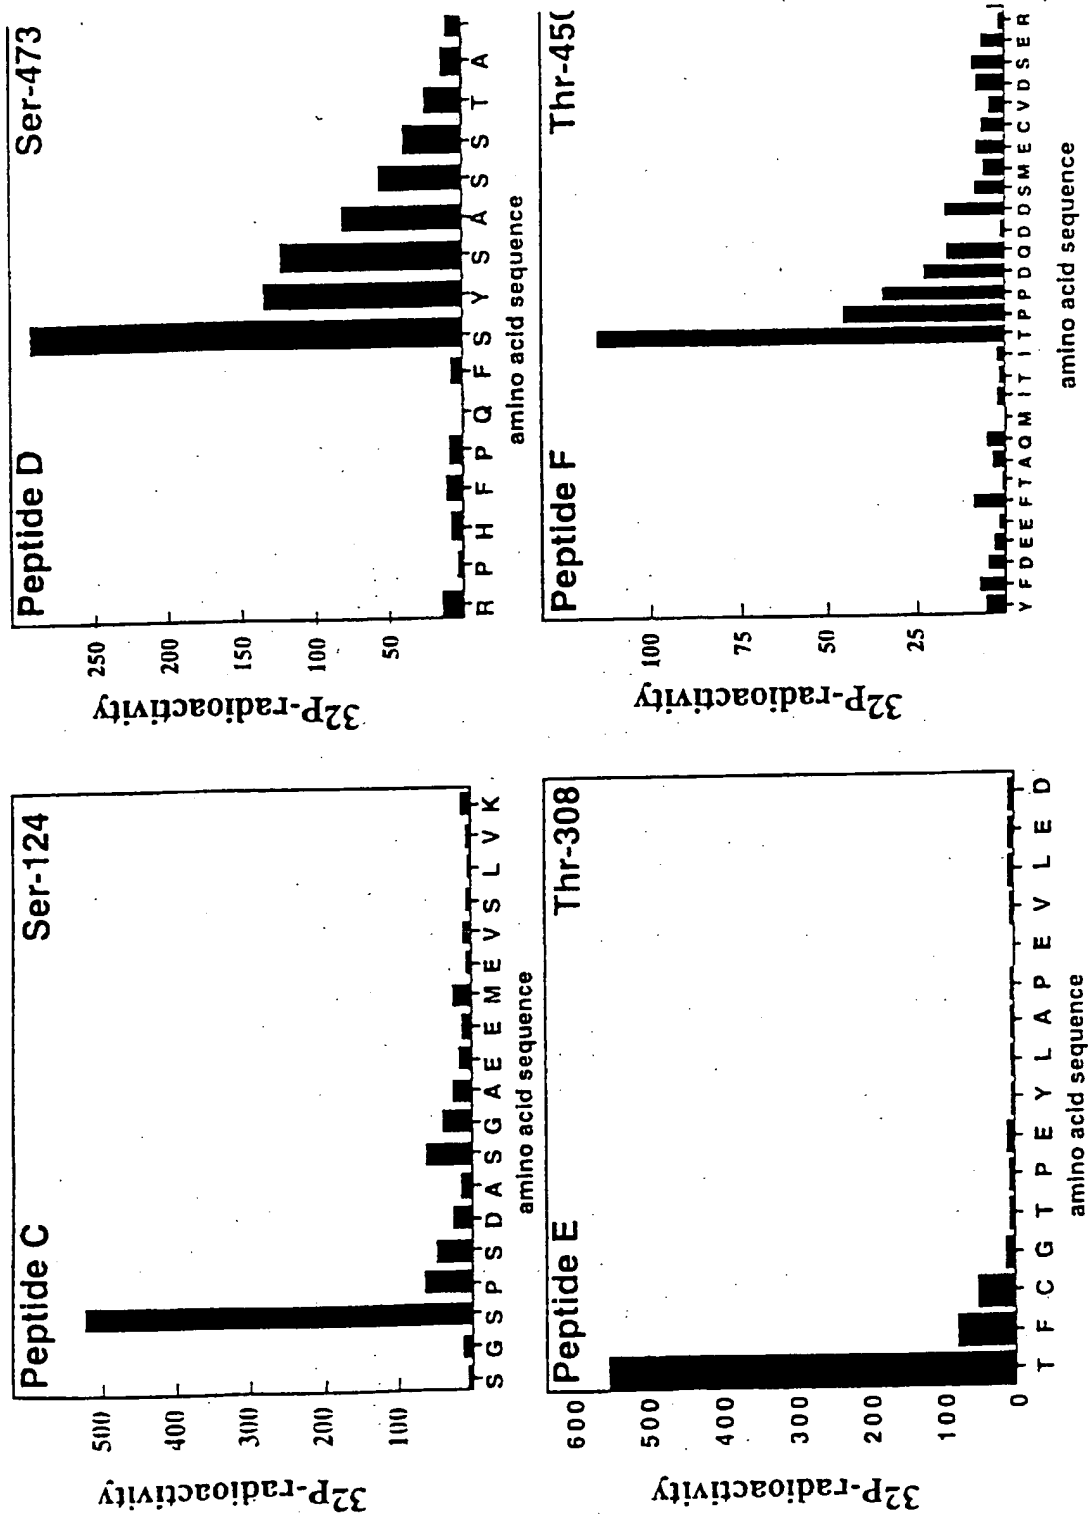 Peptide C
Ser-124
32P-radioactivity
500
400
300
200
100
S G S P S D A S G A E E M E V S L V K
amino acid sequence
Peptide D
Ser-473
32P-radioactivity
250
200
150
100
50
R P H F P Q F S Y S A S S T A
amino acid sequence
Peptide E
Thr-308
32P-radioactivity
600
500
400
300
200
100
0
T F C G T P E Y L A P E V L E D
amino acid sequence
Peptide F
Thr-45
32P-radioactivity
100
75
50
25
Y F D E E F T A Q M I T I T P P D Q D D S M E C V D S E R
amino acid sequence